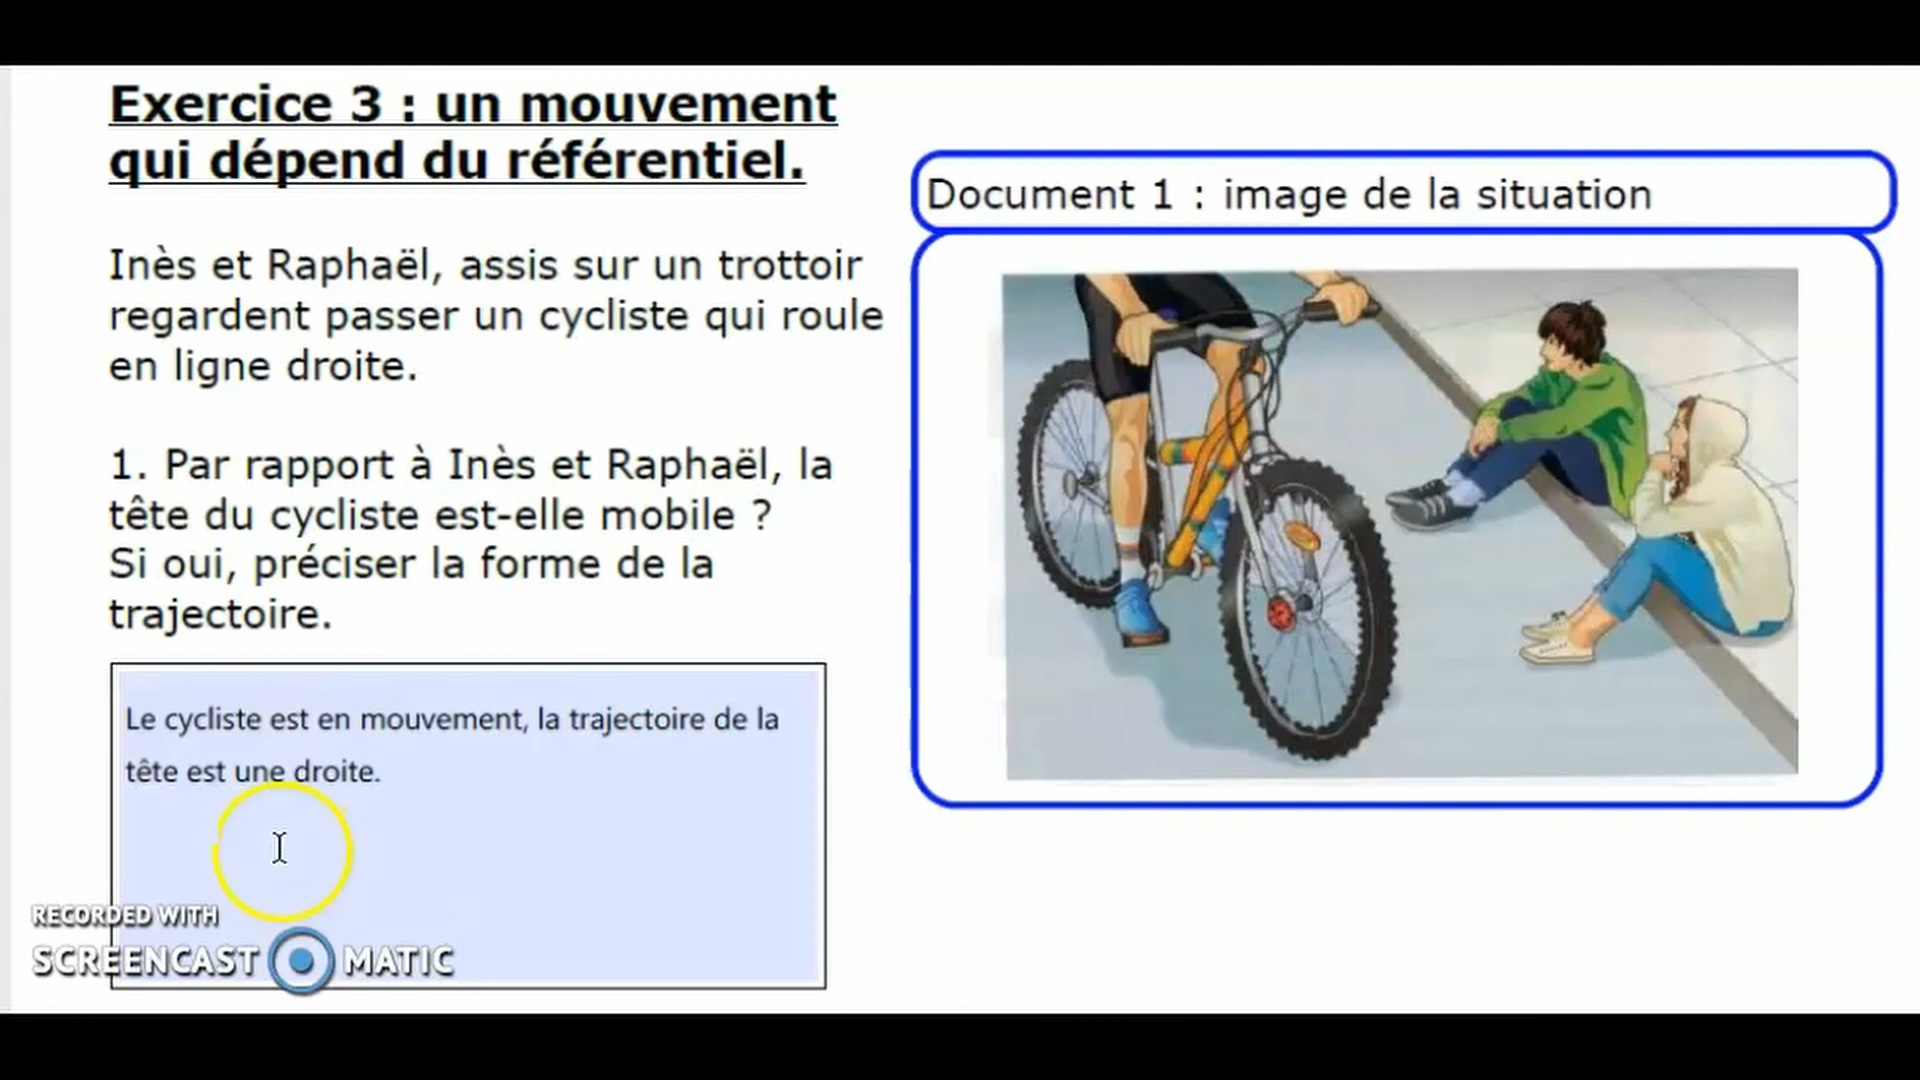 Exercice 3 : un mouvement
qui dépend du référentiel.
Inès et Raphaël, assis sur un trottoir
regardent passer un cycliste qui roule
en ligne droite.
1. Par rapport à Inès et Raphaël, la
tête du cycliste est-elle mobile ?
Si oui, préciser la forme de la
trajectoire.
Le cycliste est en mouvement, la trajectoire de la
tête est une droite.
Document 1 : image de la situation
RECORDED WITH
SCREENCAST MATIC